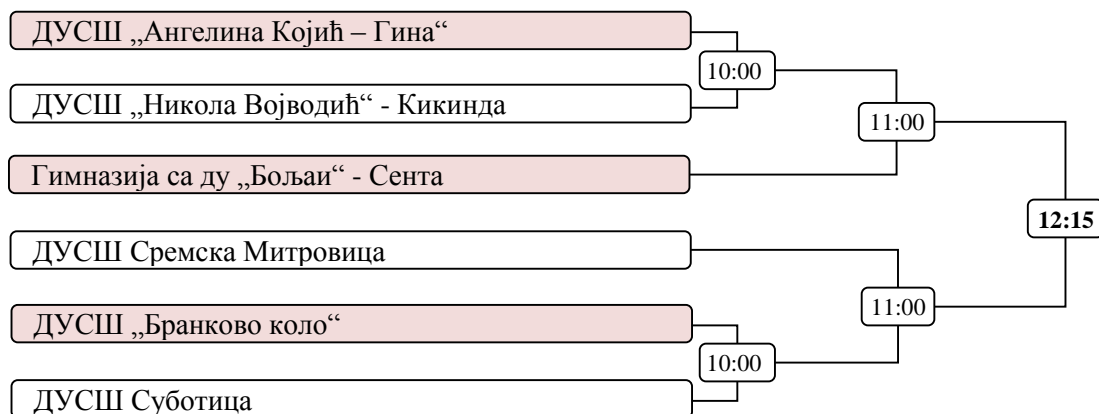 ДУСШ „Ангелина Којић – Гина“
10:00
ДУСШ „Никола Војводић“ - Кикинда
11:00
Гимназија са ду „Бољаи“ - Сента
12:15
ДУСШ Сремска Митровица
11:00
ДУСШ „Бранково коло“
10:00
ДУСШ Суботица